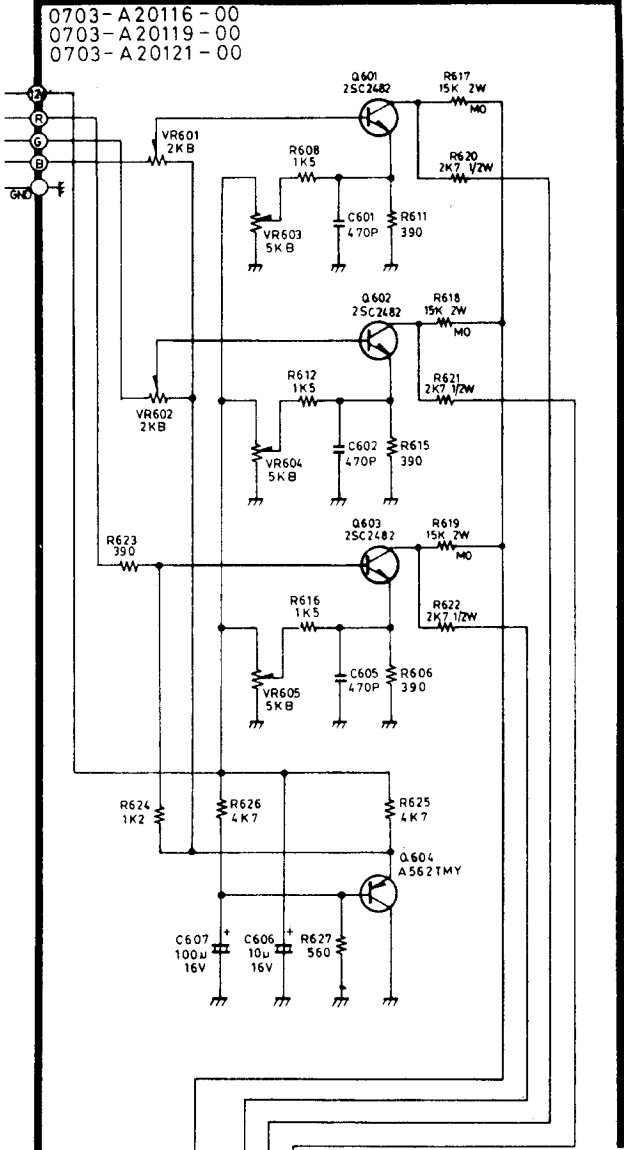 0703-A20116-00
0703-A20119-00
0703-A20121-00
Q601
2SC2482
R617
15K 2W
MO
12V
R
G
B
GND
VR601
2KB
R608
1K5
R620
2K7 1/2W
VR603
5KB
C601
470P
R611
390
Q602
2SC2482
R618
15K 2W
MO
R612
1K5
R621
2K7 1/2W
VR602
2KB
VR604
5KB
C602
470P
R615
390
Q603
2SC2482
R619
15K 2W
MO
R623
390
R616
1K5
R622
2K7 1/2W
VR605
5KB
C605
470P
R606
390
R624
1K2
R626
4K7
R625
4K7
Q604
A562TMY
C607
100µ
16V
+
C606
10µ
16V
+
R627
560